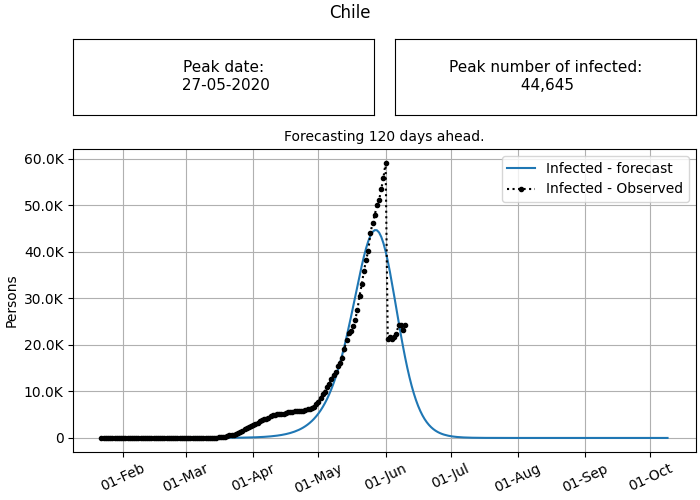 Chile
Peak date:
27-05-2020
Peak number of infected:
44,645
Forecasting 120 days ahead.
Infected - forecast
Infected - Observed
60.0K
50.0K
40.0K
30.0K
20.0K
10.0K
0
Persons
01-Feb
01-Mar
01-Apr
01-May
01-Jun
01-Jul
01-Aug
01-Sep
01-Oct